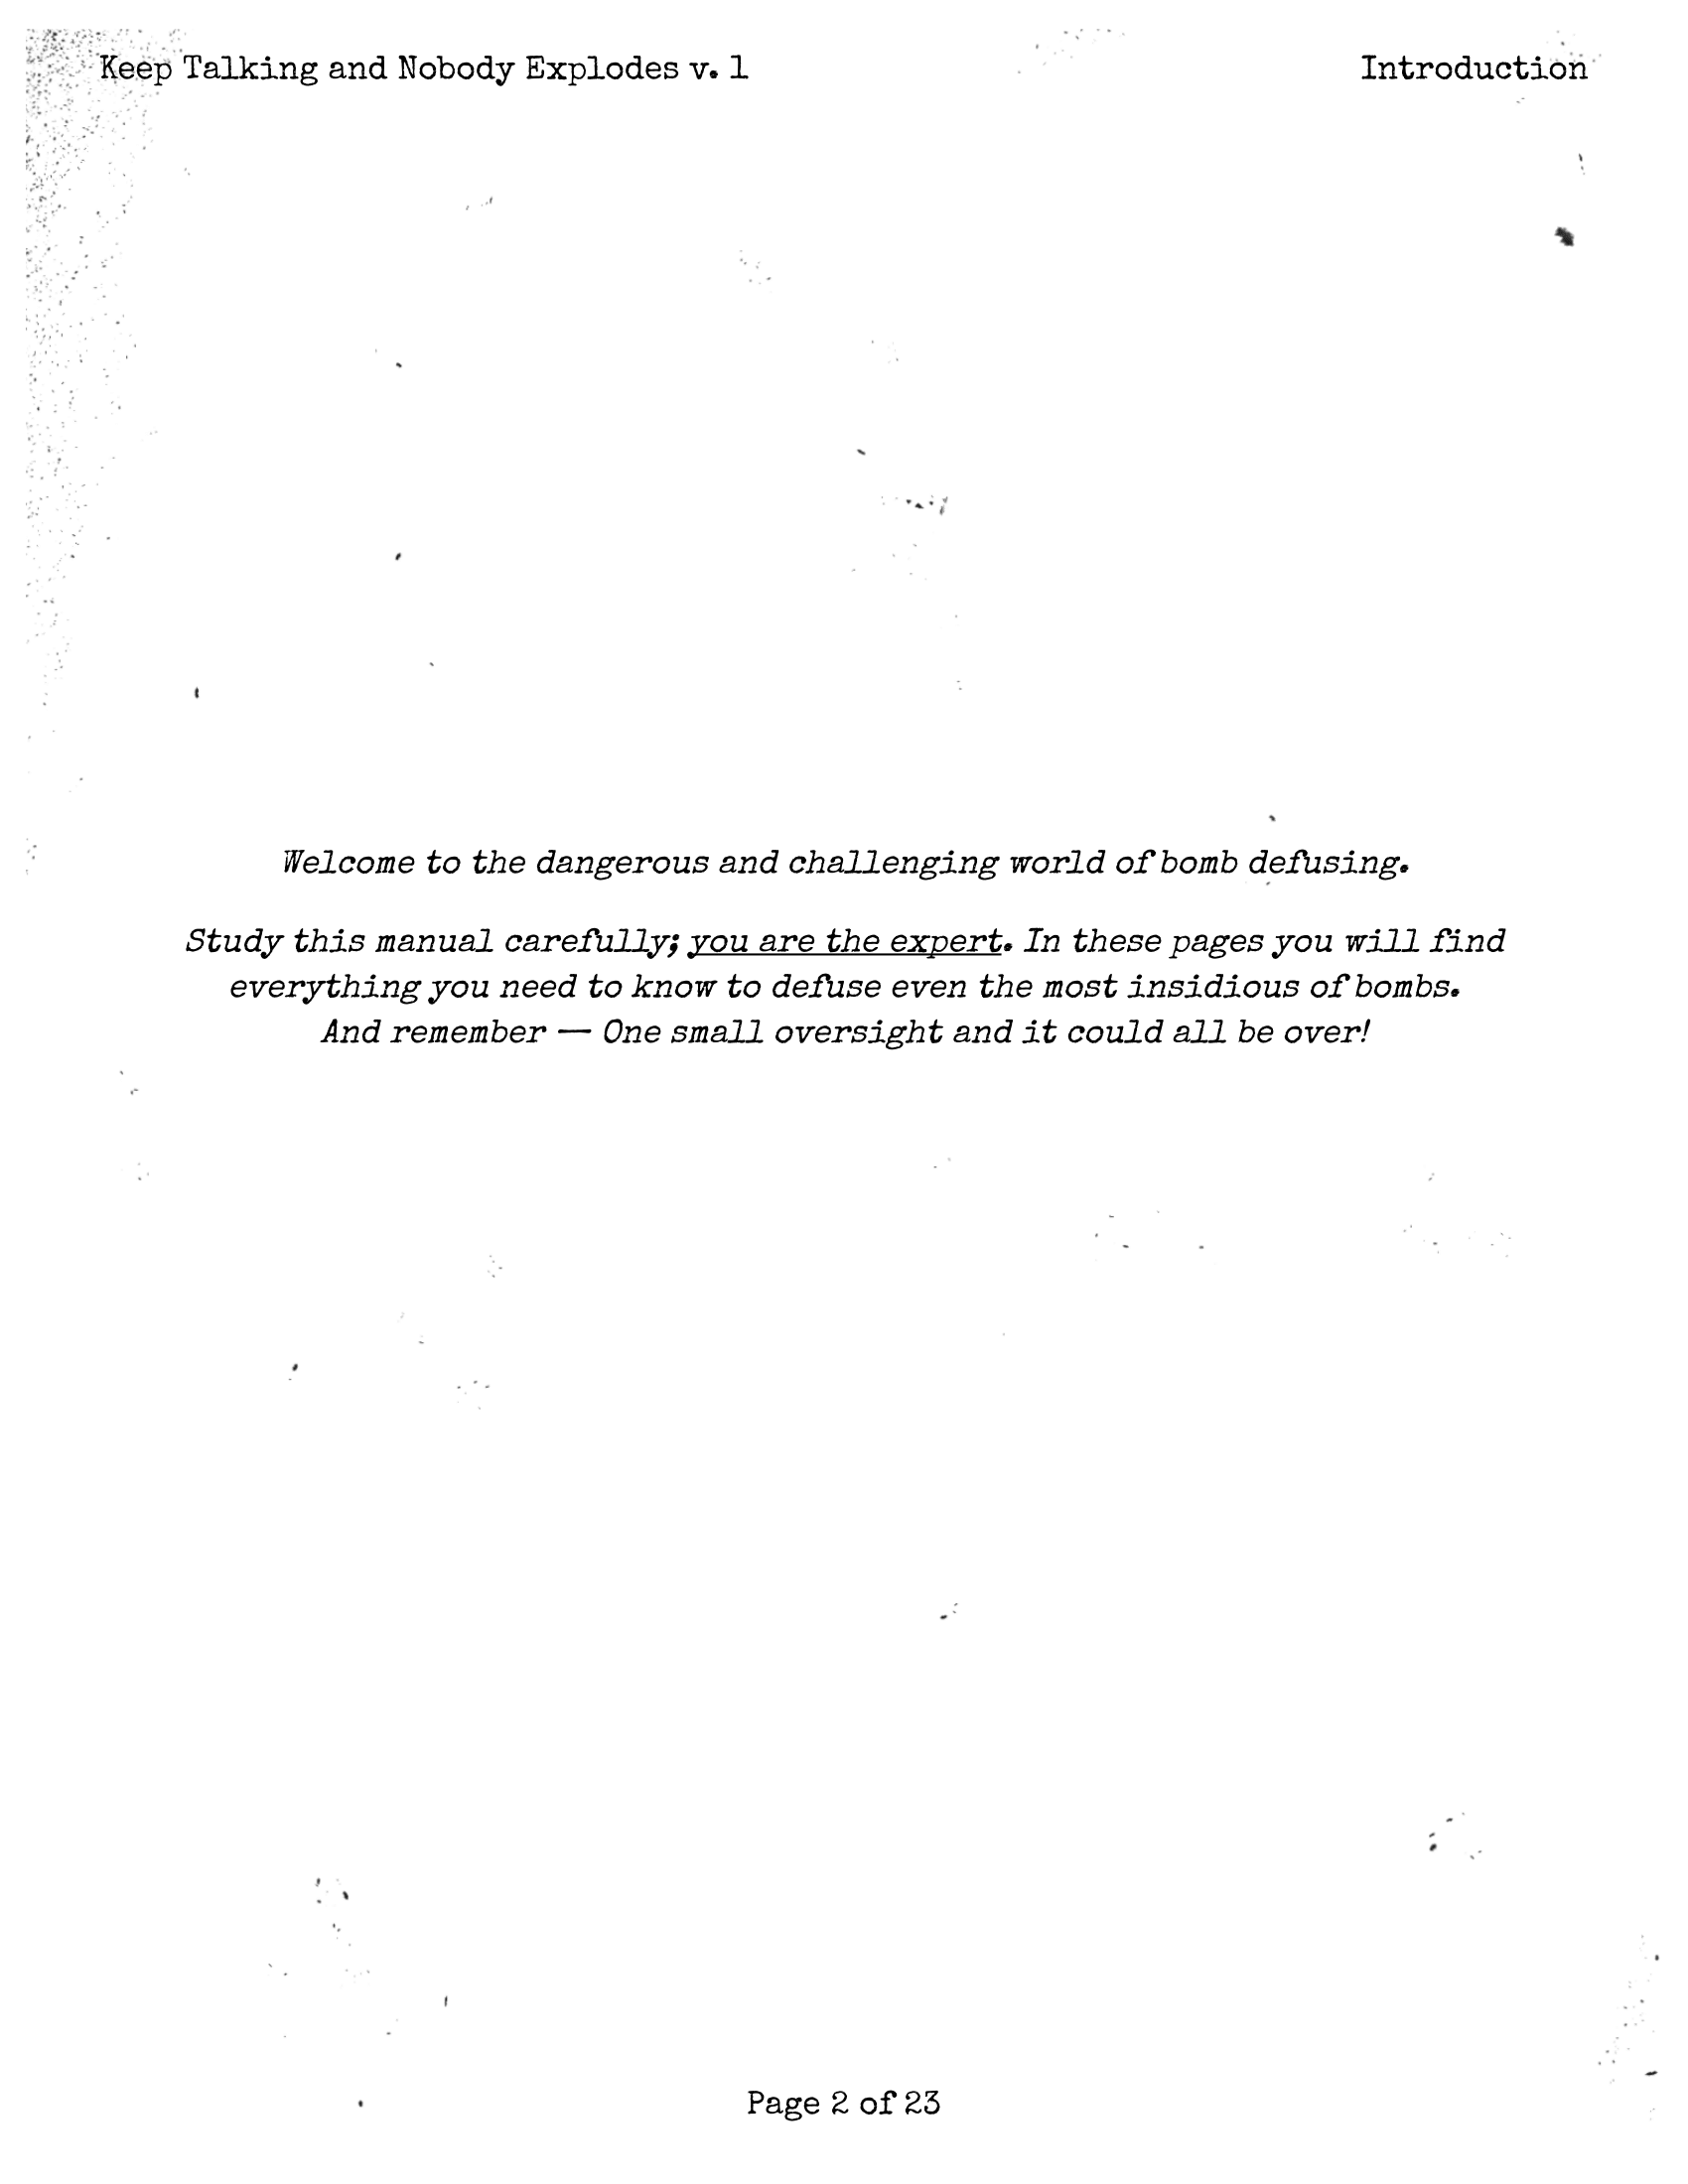 Keep Talking and Nobody Explodes v. 1
Introduction
Welcome to the dangerous and challenging world of bomb defusing.
Study this manual carefully; you are the expert. In these pages you will find
everything you need to know to defuse even the most insidious of bombs.
And remember — One small oversight and it could all be over!
Page 2 of 23